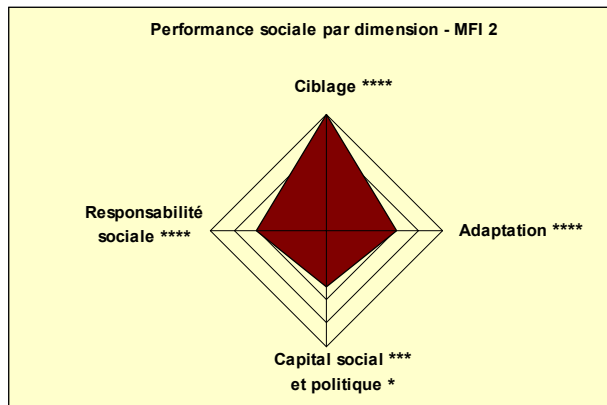 Performance sociale par dimension - MFI 2
Ciblage ****
Responsabilité
sociale ****
Adaptation ****
Capital social ***
et politique *